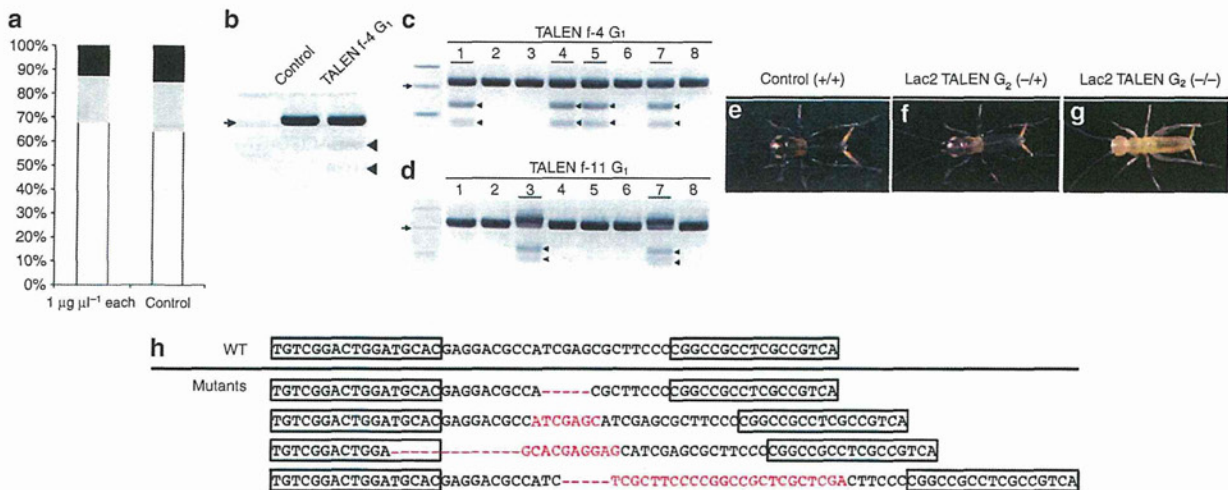 a
100%
90%
80%
70%
60%
50%
40%
30%
20%
10%
0%
1 µg µl⁻¹ each Control
b
Control
TALEN f-4 G₁
c
TALEN f-4 G₁
1 2 3 4 5 6 7 8
d
TALEN f-11 G₁
1 2 3 4 5 6 7 8
Control (+/+) Lac2 TALEN G₂ (−/+) Lac2 TALEN G₂ (−/−)
e f g
h
WT TGTCGGACTGGATGCACGAGGACGCCATCGAGCGCTTCCCCGGCCGCCTCGCCGTCA
Mutants TGTCGGACTGGATGCACGAGGACGCCA-----CGCTTCCCCGGCCGCCTCGCCGTCA
TGTCGGACTGGATGCACGAGGACGCCATCGAGCATCGAGCGCTTCCCCGGCCGCCTCGCCGTCA
TGTCGGACTGGA-------------GCACGAGGAGCATCGAGCGCTTCCCCGGCCGCCTCGCCGTCA
TGTCGGACTGGATGCACGAGGACGCCATC-----TCGCTTCCCCGGCCGCTCGCTCGACTTCCCCGGCCGCCTCGCCGTCA